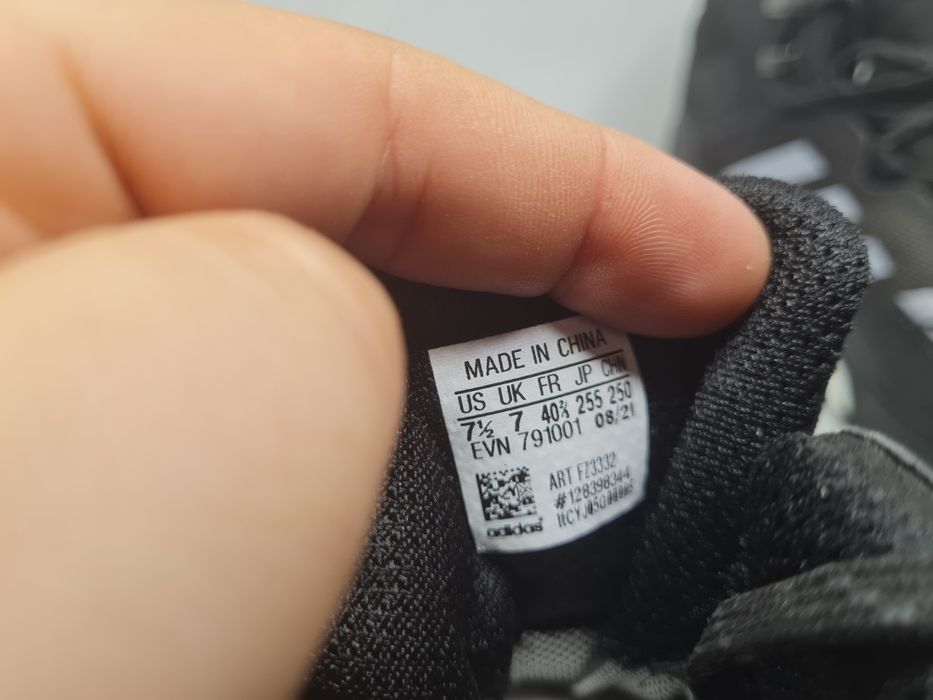 MADE IN CHINA
US UK FR JP CHN
7½ 7 40⅔ 255 250
EVN 791001 08/21
ART FZ3332
#128398344
adidas